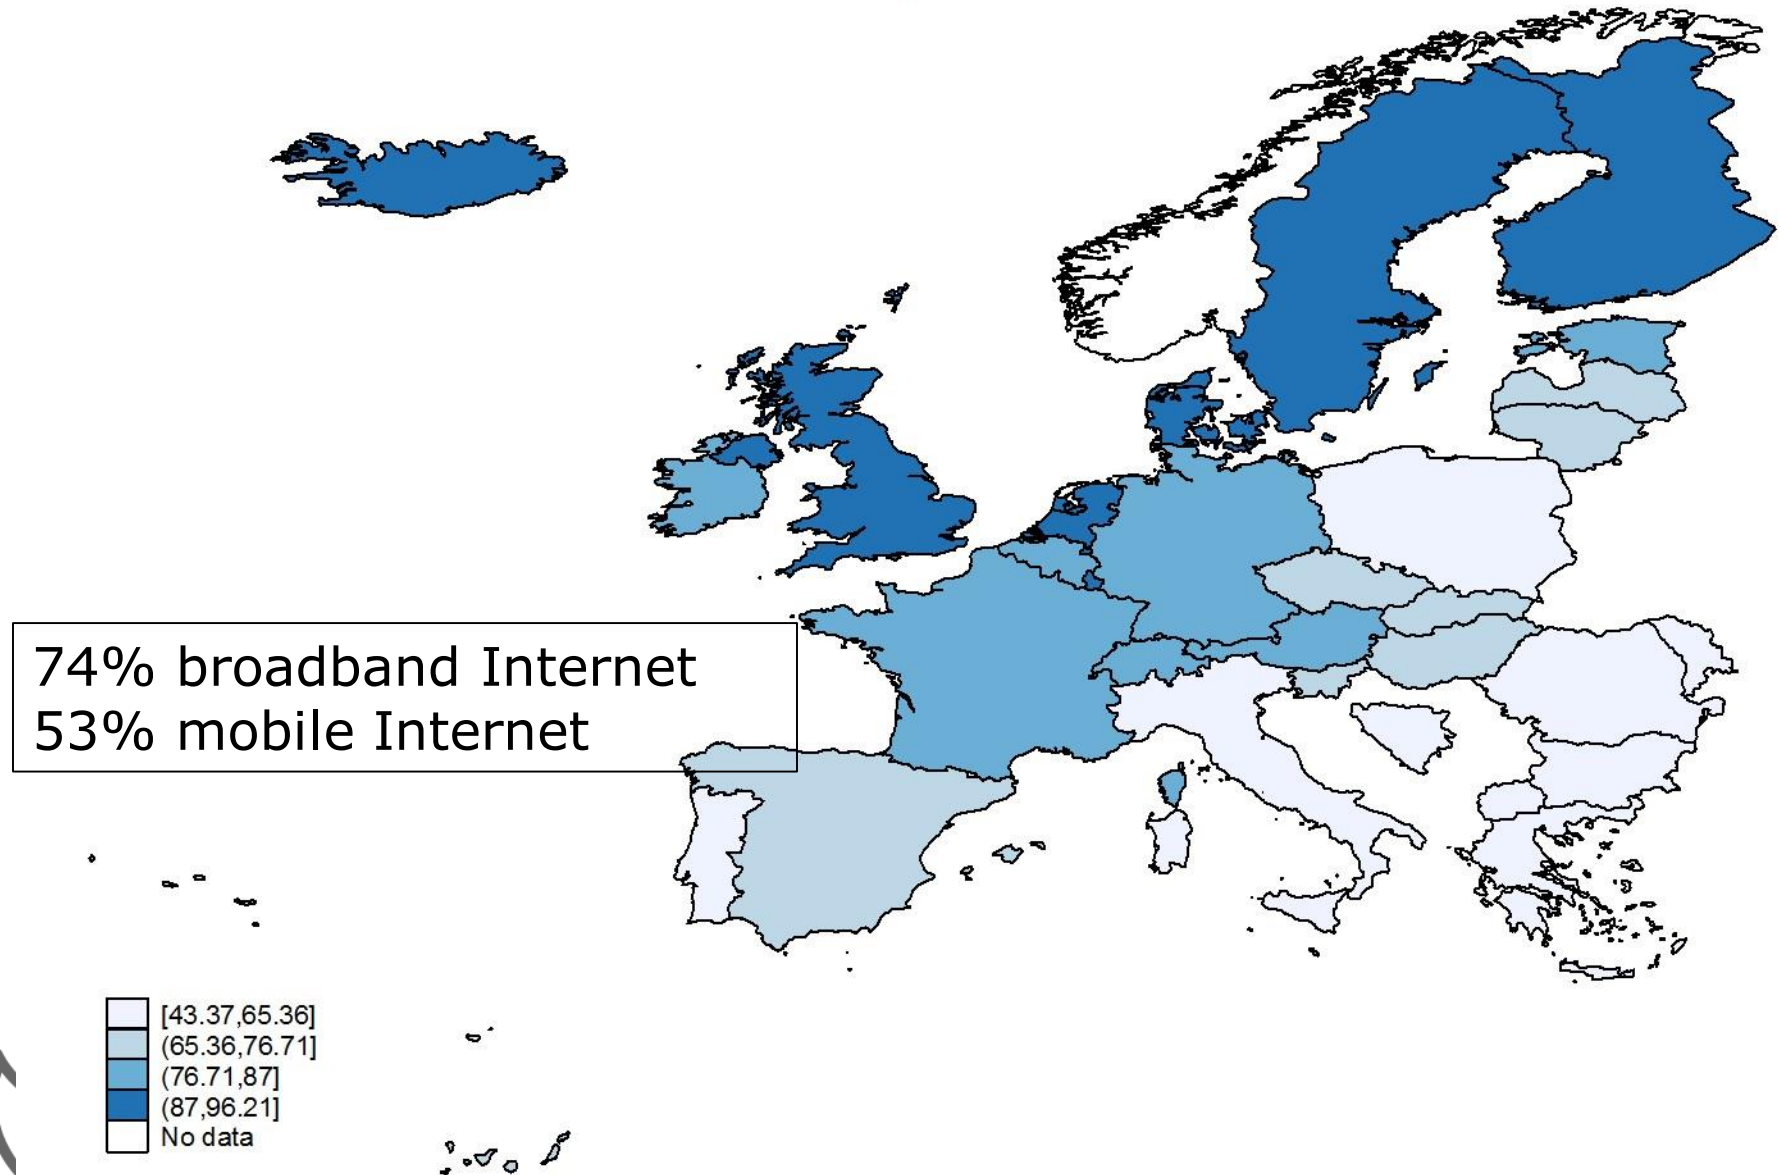 74% broadband Internet
53% mobile Internet
[43.37,65.36]
(65.36,76.71]
(76.71,87]
(87,96.21]
No data